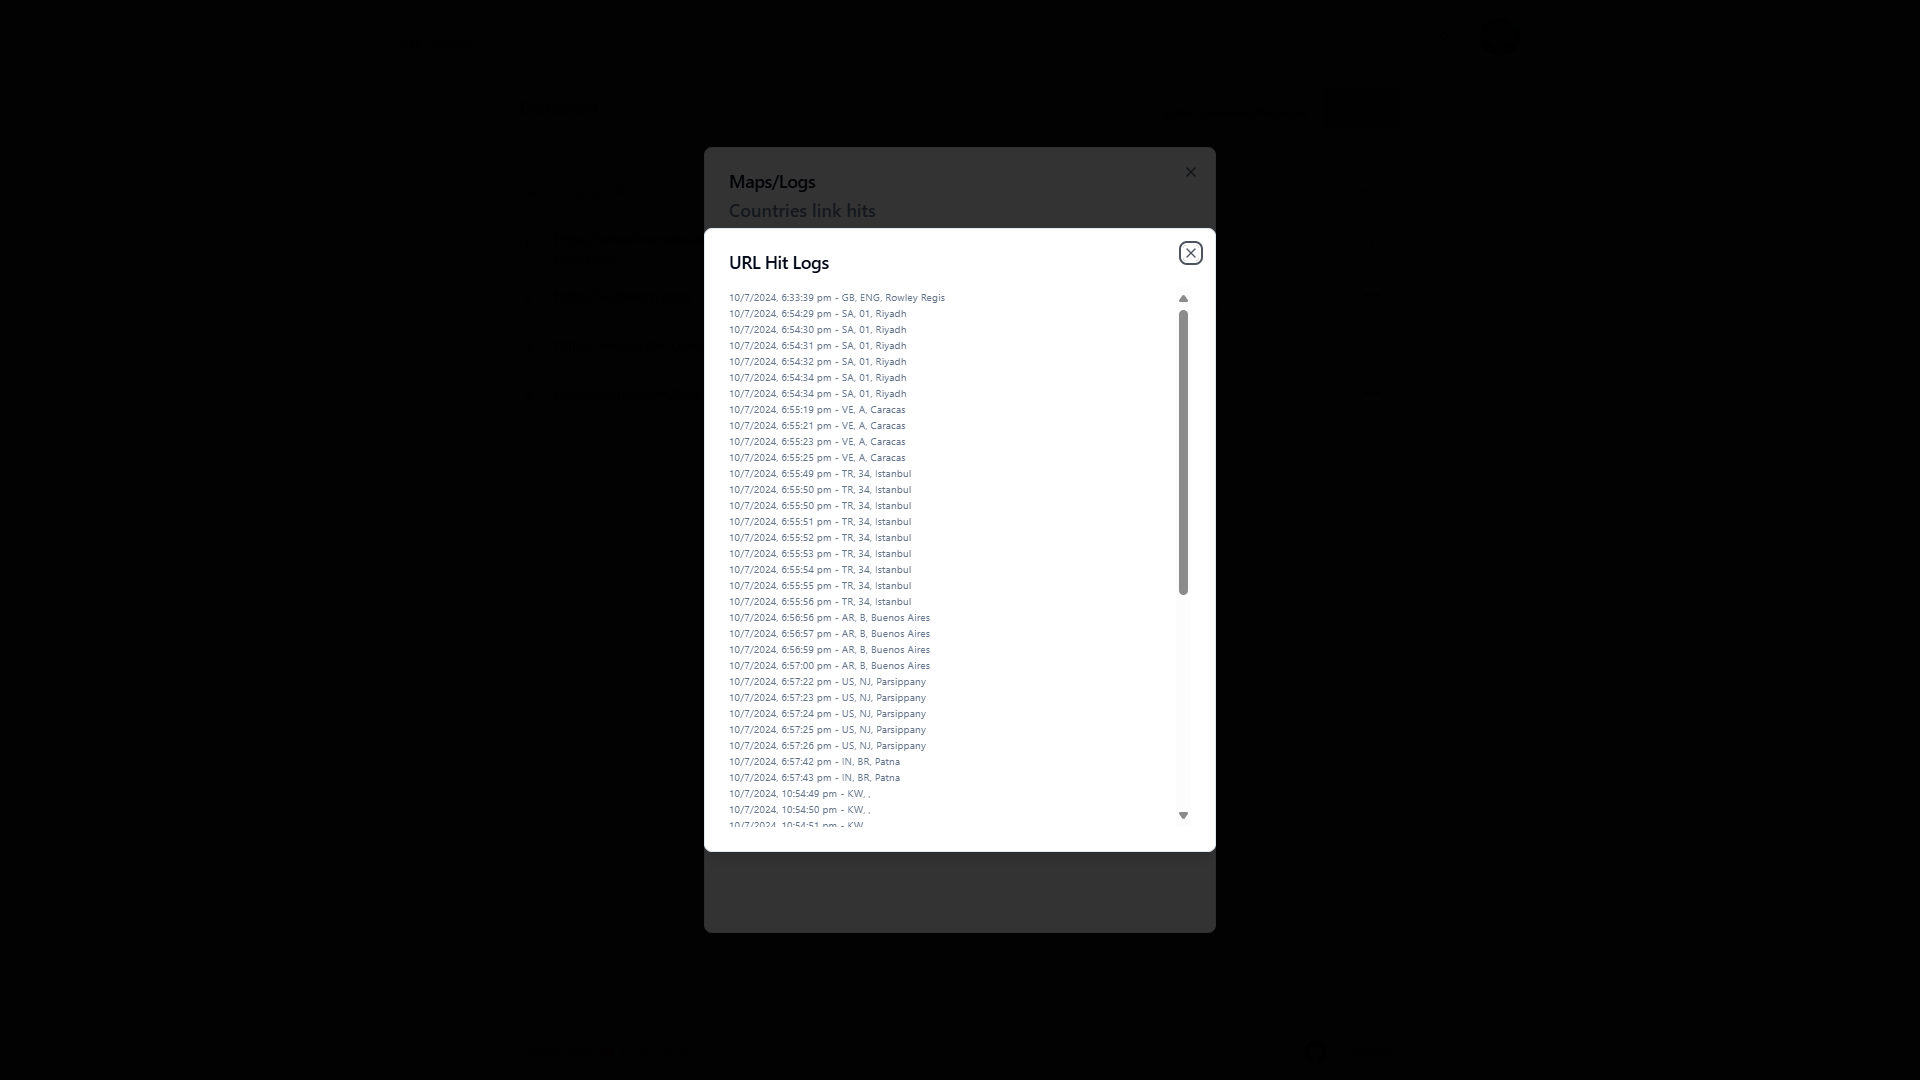 Maps/Logs
Countries link hits
URL Hit Logs
10/7/2024, 6:33:39 pm - GB, ENG, Rowley Regis
10/7/2024, 6:54:29 pm - SA, 01, Riyadh
10/7/2024, 6:54:30 pm - SA, 01, Riyadh
10/7/2024, 6:54:31 pm - SA, 01, Riyadh
10/7/2024, 6:54:32 pm - SA, 01, Riyadh
10/7/2024, 6:54:34 pm - SA, 01, Riyadh
10/7/2024, 6:54:34 pm - SA, 01, Riyadh
10/7/2024, 6:55:19 pm - VE, A, Caracas
10/7/2024, 6:55:21 pm - VE, A, Caracas
10/7/2024, 6:55:23 pm - VE, A, Caracas
10/7/2024, 6:55:25 pm - VE, A, Caracas
10/7/2024, 6:55:49 pm - TR, 34, Istanbul
10/7/2024, 6:55:50 pm - TR, 34, Istanbul
10/7/2024, 6:55:50 pm - TR, 34, Istanbul
10/7/2024, 6:55:51 pm - TR, 34, Istanbul
10/7/2024, 6:55:52 pm - TR, 34, Istanbul
10/7/2024, 6:55:53 pm - TR, 34, Istanbul
10/7/2024, 6:55:54 pm - TR, 34, Istanbul
10/7/2024, 6:55:55 pm - TR, 34, Istanbul
10/7/2024, 6:55:56 pm - TR, 34, Istanbul
10/7/2024, 6:56:56 pm - AR, B, Buenos Aires
10/7/2024, 6:56:57 pm - AR, B, Buenos Aires
10/7/2024, 6:56:59 pm - AR, B, Buenos Aires
10/7/2024, 6:57:00 pm - AR, B, Buenos Aires
10/7/2024, 6:57:22 pm - US, NJ, Parsippany
10/7/2024, 6:57:23 pm - US, NJ, Parsippany
10/7/2024, 6:57:24 pm - US, NJ, Parsippany
10/7/2024, 6:57:25 pm - US, NJ, Parsippany
10/7/2024, 6:57:26 pm - US, NJ, Parsippany
10/7/2024, 6:57:42 pm - IN, BR, Patna
10/7/2024, 6:57:43 pm - IN, BR, Patna
10/7/2024, 10:54:49 pm - KW, ,
10/7/2024, 10:54:50 pm - KW, ,
10/7/2024, 10:54:51 pm - KW, ,